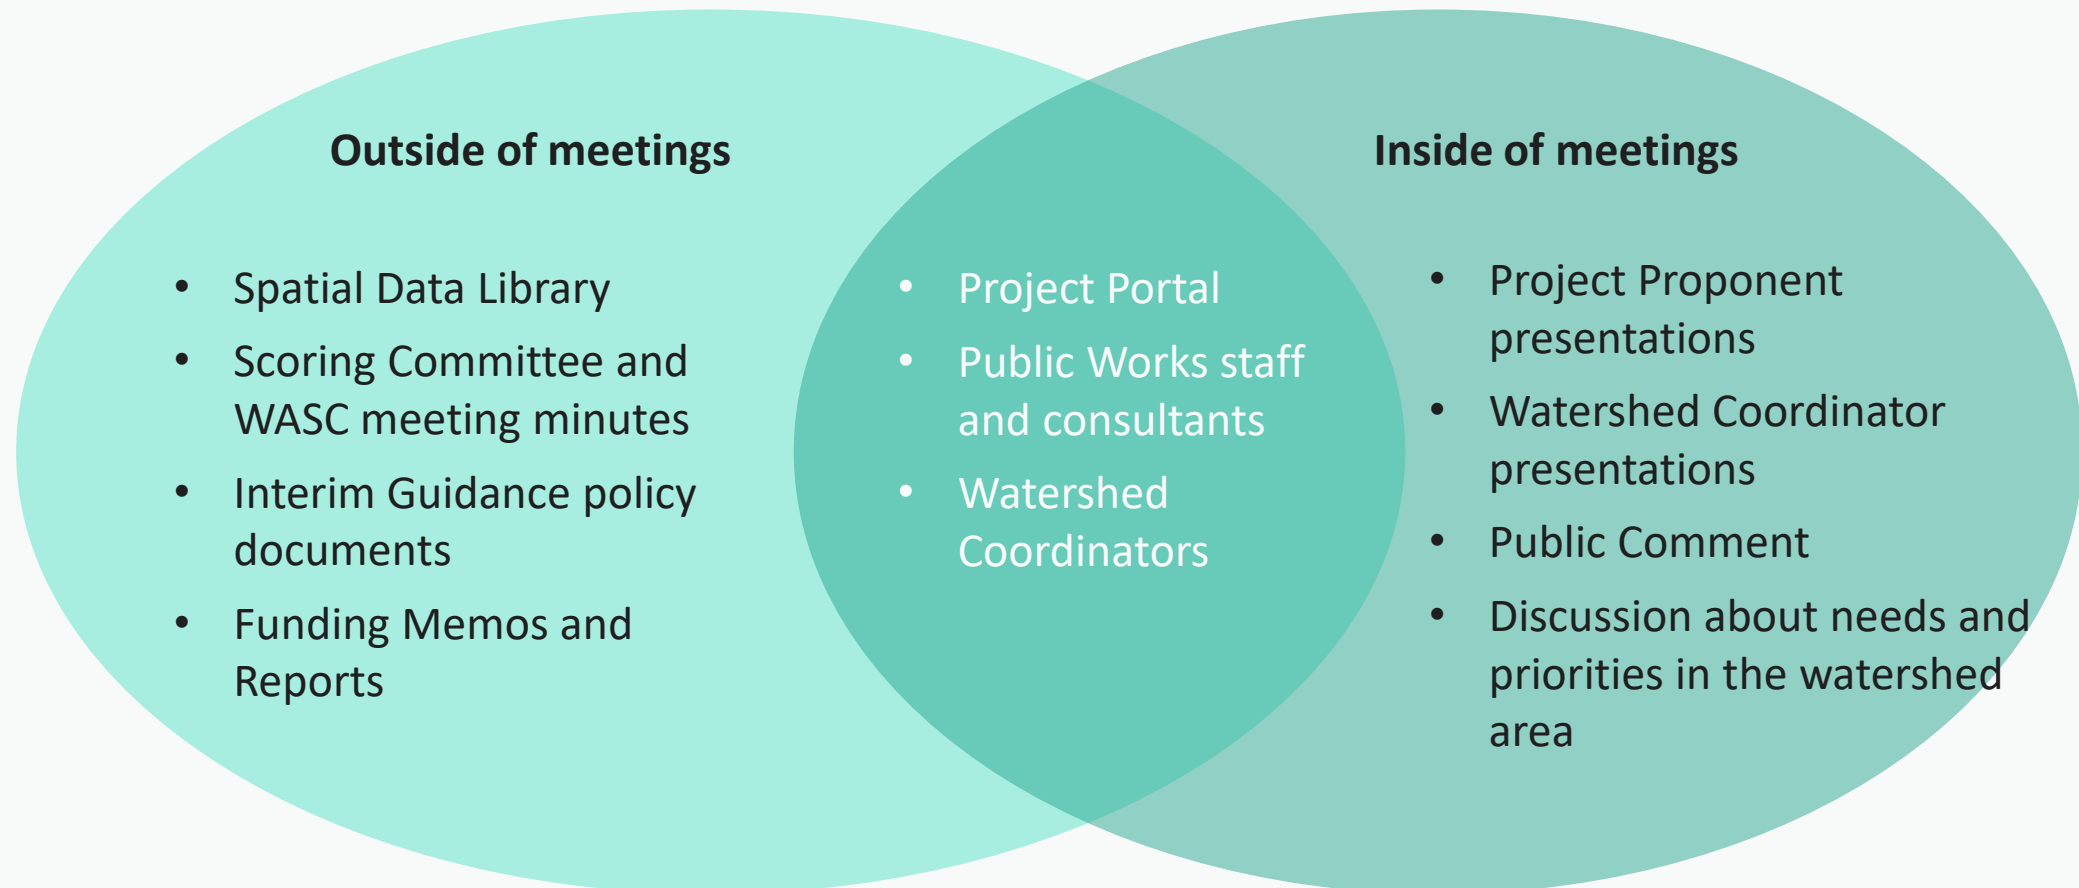 Outside of meetings
• Spatial Data Library
• Scoring Committee and
WASC meeting minutes
• Interim Guidance policy
documents
• Funding Memos and
Reports
• Project Portal
• Public Works staff
and consultants
• Watershed
Coordinators
Inside of meetings
• Project Proponent
presentations
• Watershed Coordinator
presentations
• Public Comment
• Discussion about needs and
priorities in the watershed
area